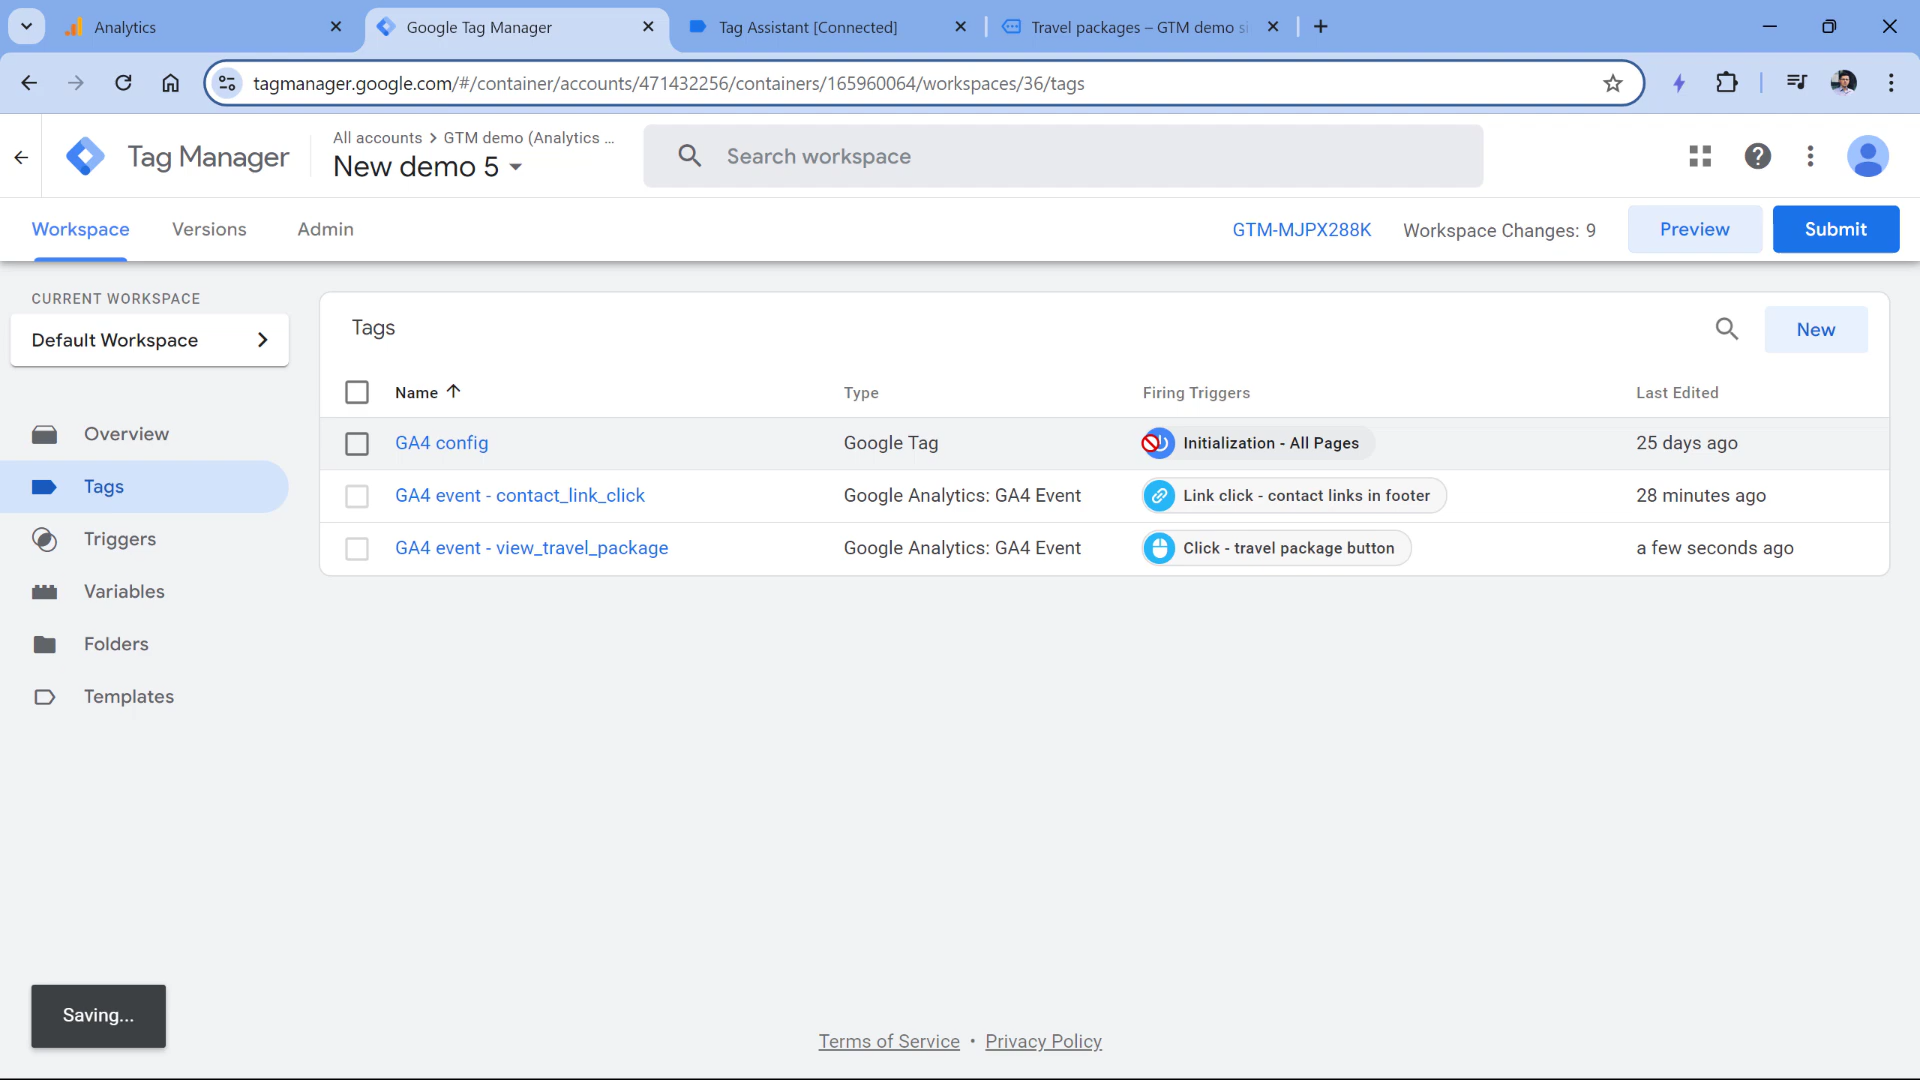 Analytics
Google Tag Manager
Tag Assistant [Connected]
Travel packages – GTM demo si
tagmanager.google.com/#/container/accounts/471432256/containers/165960064/workspaces/36/tags
Tag Manager
All accounts > GTM demo (Analytics ...
New demo 5
Search workspace
Workspace
Versions
Admin
GTM-MJPX288K
Workspace Changes: 9
Preview
Submit
CURRENT WORKSPACE
Default Workspace
Overview
Tags
Triggers
Variables
Folders
Templates
Tags
New
Name
Type
Firing Triggers
Last Edited
GA4 config
Google Tag
Initialization - All Pages
25 days ago
GA4 event - contact_link_click
Google Analytics: GA4 Event
Link click - contact links in footer
28 minutes ago
GA4 event - view_travel_package
Google Analytics: GA4 Event
Click - travel package button
a few seconds ago
Saving...
Terms of Service • Privacy Policy